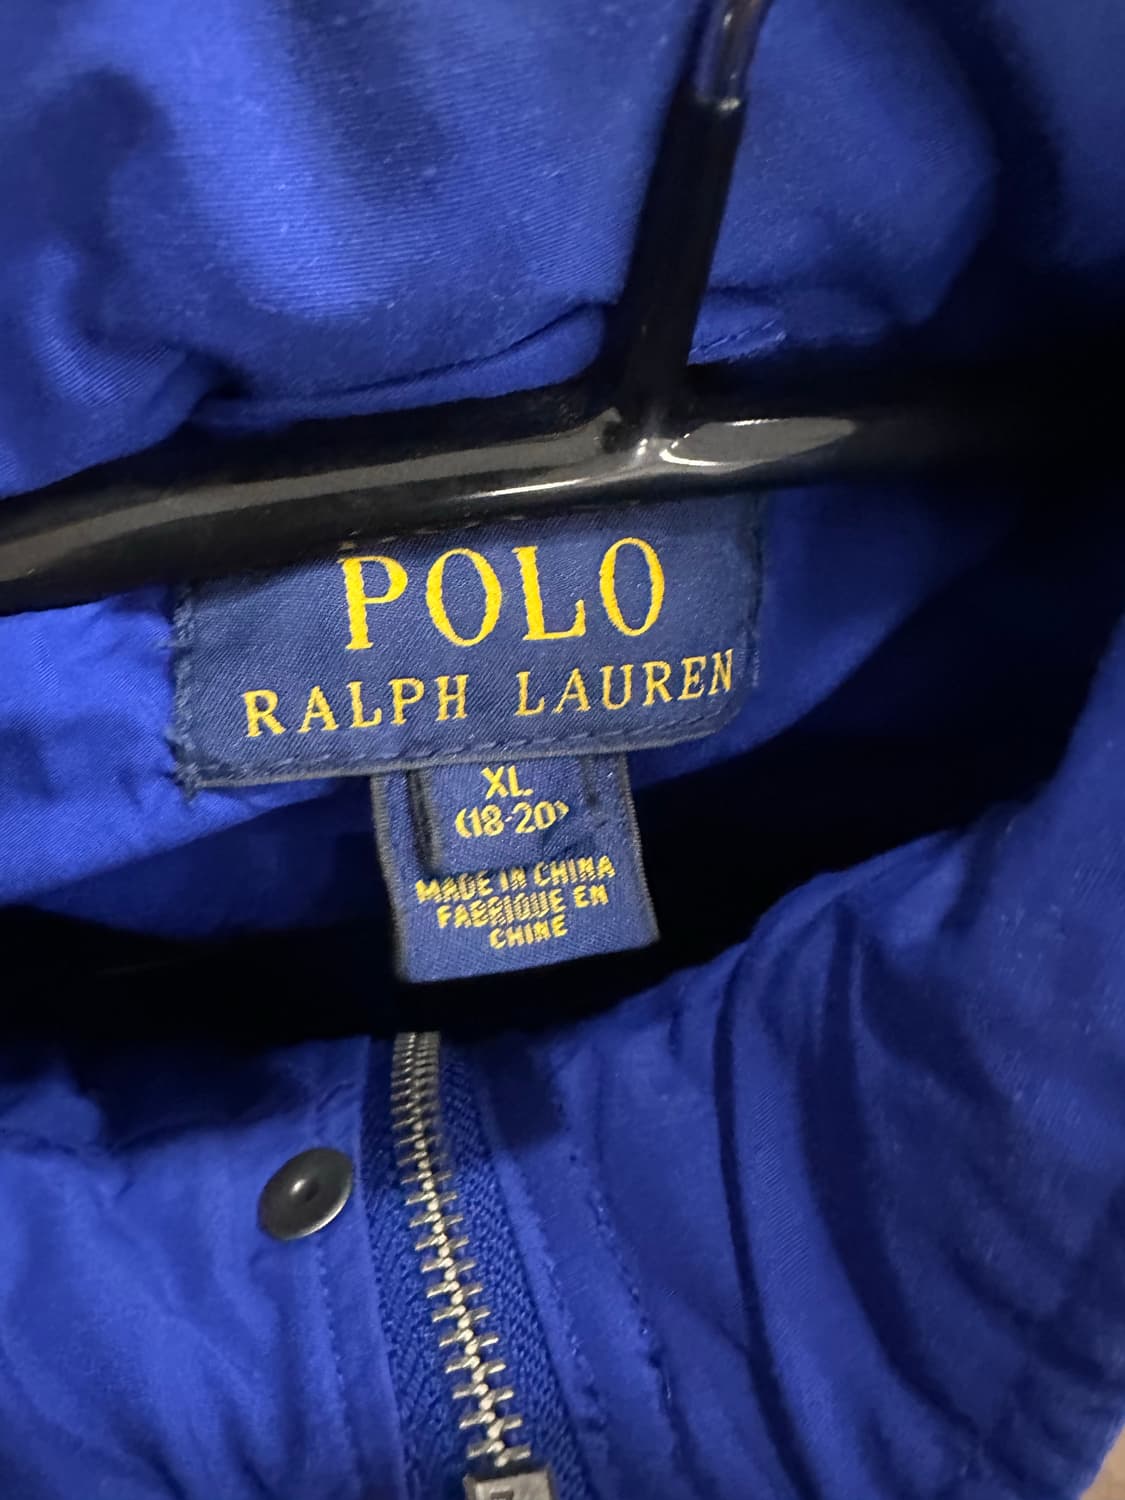 POLO
RALPH LAUREN
XL
(18-20)
MADE IN CHINA
FABRIQUE EN
CHINE